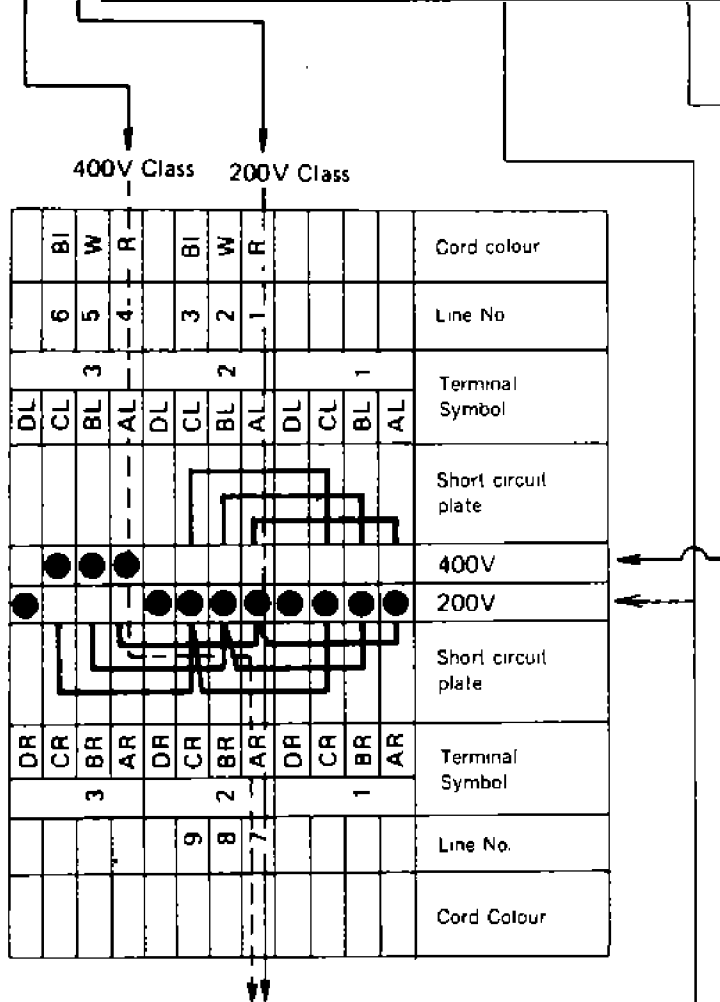 400V Class 200V Class
Bl W R Bl W R Cord colour
6 5 4 3 2 1 Line No
3 2 1 Terminal Symbol
DL CL BL AL DL CL BL AL DL CL BL AL
Short circuit
plate
400V
200V
Short circuit
plate
DR CR BR AR DR CR BR AR DR CR BR AR
Terminal
Symbol
3 2 1
9 8 7 Line No.
Cord Colour